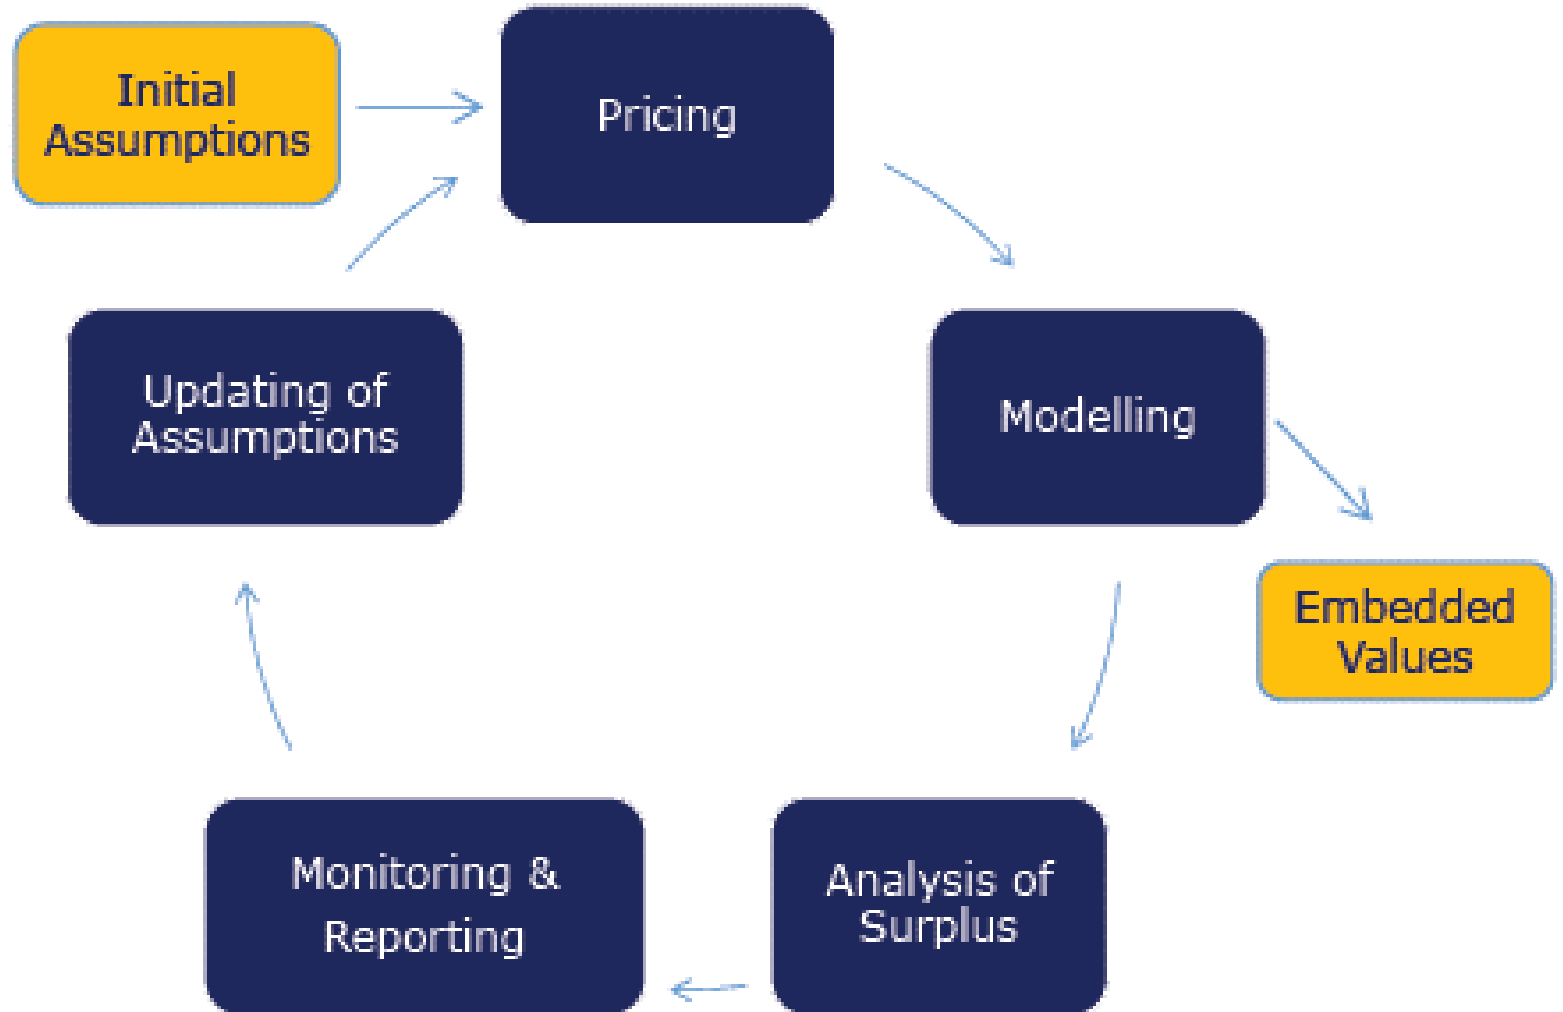 Initial
Assumptions
Pricing
Updating of
Assumptions
Modelling
Embedded
Values
Monitoring &
Reporting
Analysis of
Surplus